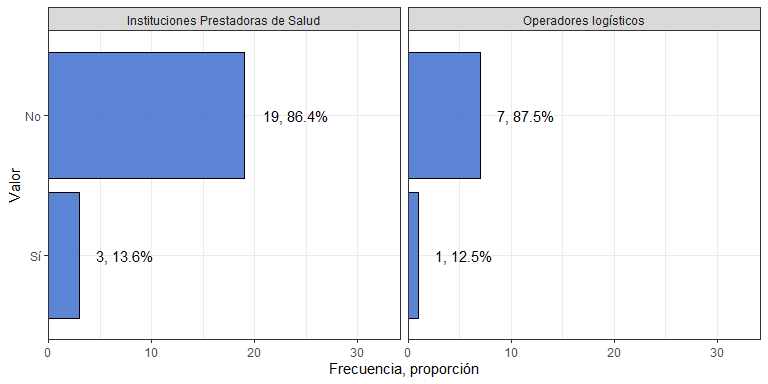 Instituciones Prestadoras de Salud
Operadores logísticos
Valor
No
19, 86.4%
7, 87.5%
Sí
3, 13.6%
1, 12.5%
0 10 20 30
0 10 20 30
Frecuencia, proporción